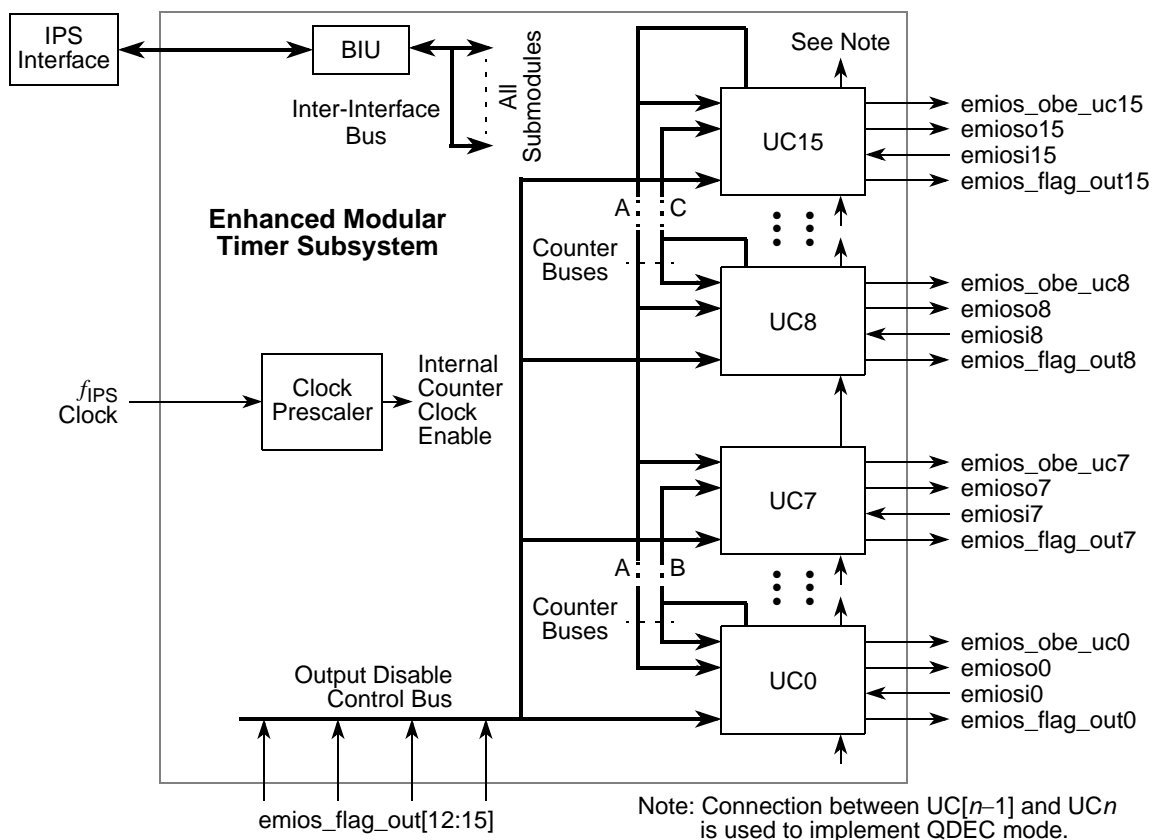 IPS
Interface
BIU
Inter-Interface
Bus
All
Submodules
See Note
UC15
emios_obe_uc15
emioso15
emiosi15
emios_flag_out15
Enhanced Modular
Timer Subsystem
A
C
Counter
Buses
UC8
emios_obe_uc8
emioso8
emiosi8
emios_flag_out8
fIPS
Clock
Clock
Prescaler
Internal
Counter
Clock
Enable
UC7
emios_obe_uc7
emioso7
emiosi7
emios_flag_out7
A
B
Counter
Buses
UC0
emios_obe_uc0
emioso0
emiosi0
emios_flag_out0
Output Disable
Control Bus
emios_flag_out[12:15]
Note: Connection between UC[n–1] and UCn
is used to implement QDEC mode.